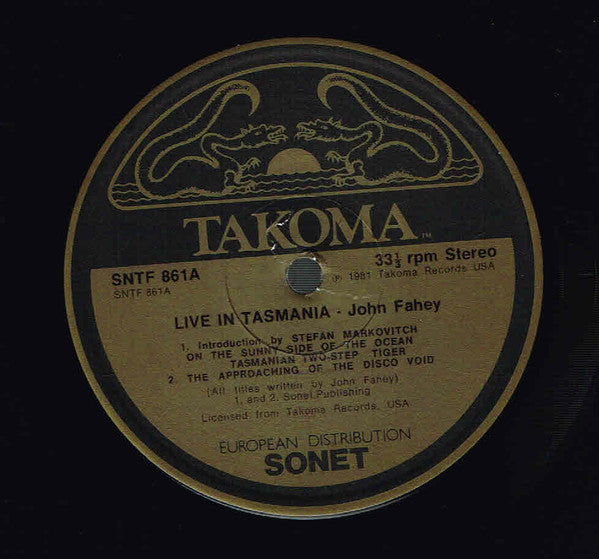 TAKOMA™
SNTF 861A
33⅓ rpm Stereo
SNTF 861A
℗ 1981 Takoma Records USA
LIVE IN TASMANIA - John Fahey
1. Introduction by STEFAN MARKOVITCH
ON THE SUNNY SIDE OF THE OCEAN
TASMANIAN TWO-STEP TIGER
2. THE APPROACHING OF THE DISCO VOID
(All titles written by John Fahey)
1. and 2. Sonet Publishing
Licensed from Takoma Records, USA
EUROPEAN DISTRIBUTION
SONET